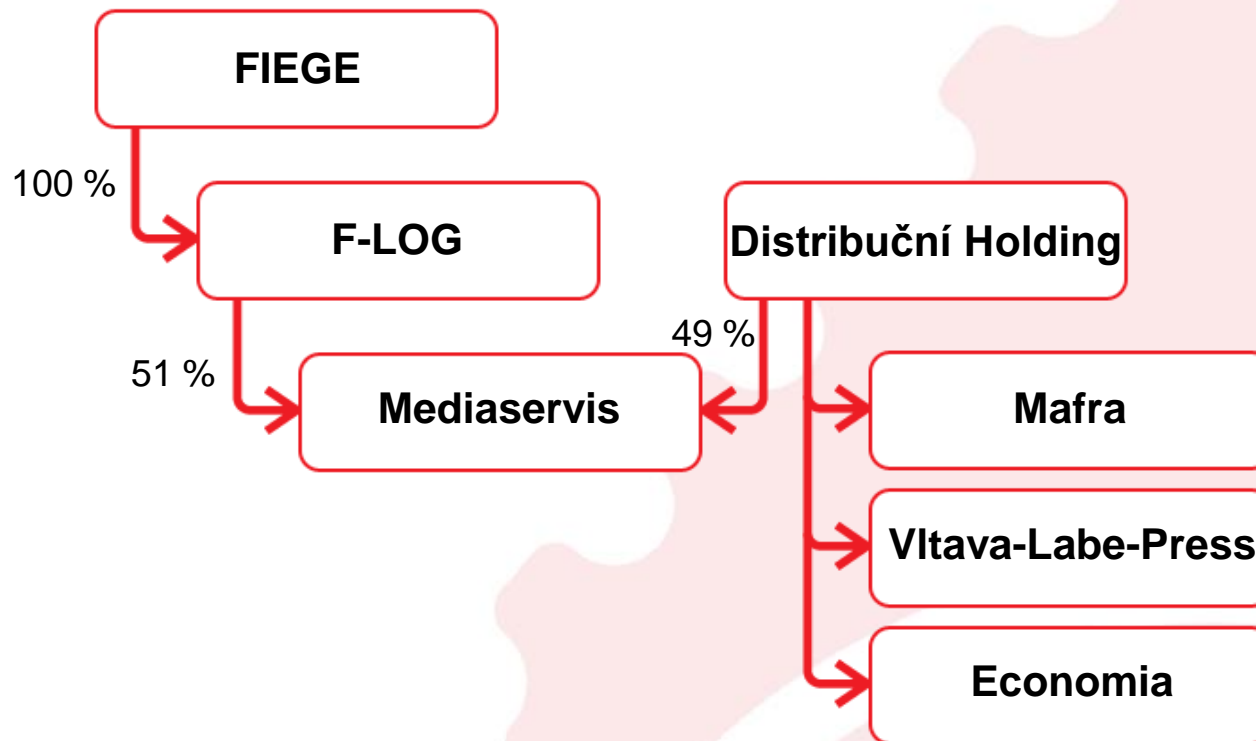 FIEGE
100 %
F-LOG
Distribuční Holding
49 %
51 %
Mediaservis
Mafra
Vltava-Labe-Press
Economia